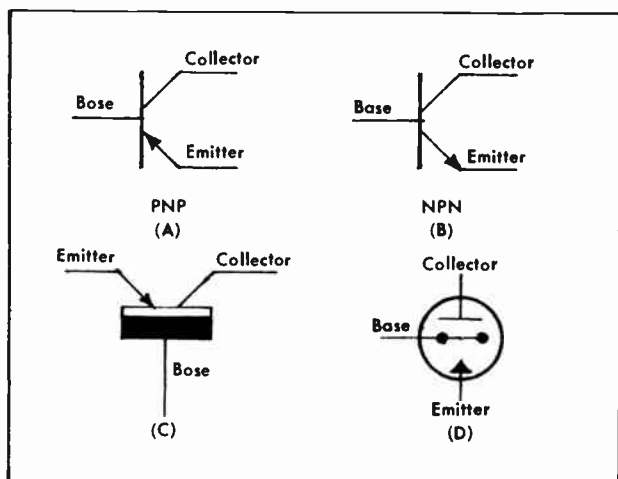 Collector
Bose
Emitter
PNP
(A)
Collector
Base
Emitter
NPN
(B)
Emitter
Collector
Bose
(C)
Collector
Base
Emitter
(D)